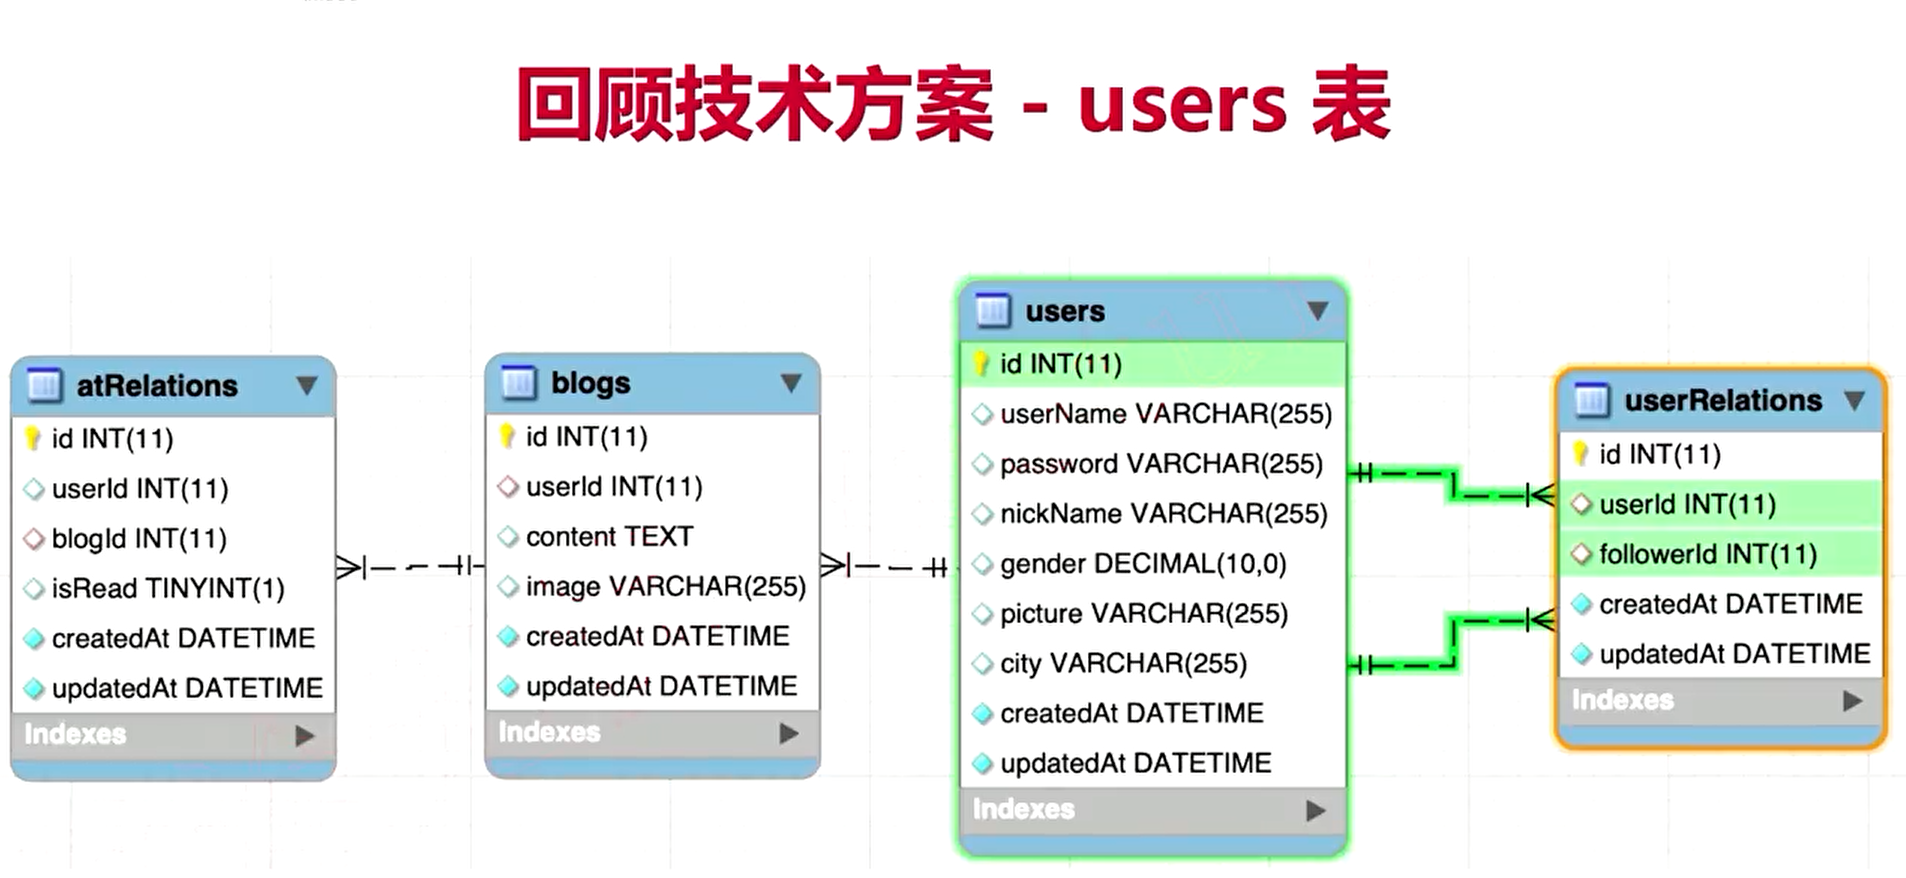 回顾技术方案 - users 表
atRelations
id INT(11)
userId INT(11)
blogId INT(11)
isRead TINYINT(1)
createdAt DATETIME
updatedAt DATETIME
Indexes
blogs
id INT(11)
userId INT(11)
content TEXT
image VARCHAR(255)
createdAt DATETIME
updatedAt DATETIME
Indexes
users
id INT(11)
userName VARCHAR(255)
password VARCHAR(255)
nickName VARCHAR(255)
gender DECIMAL(10,0)
picture VARCHAR(255)
city VARCHAR(255)
createdAt DATETIME
updatedAt DATETIME
Indexes
userRelations
id INT(11)
userId INT(11)
followerId INT(11)
createdAt DATETIME
updatedAt DATETIME
Indexes